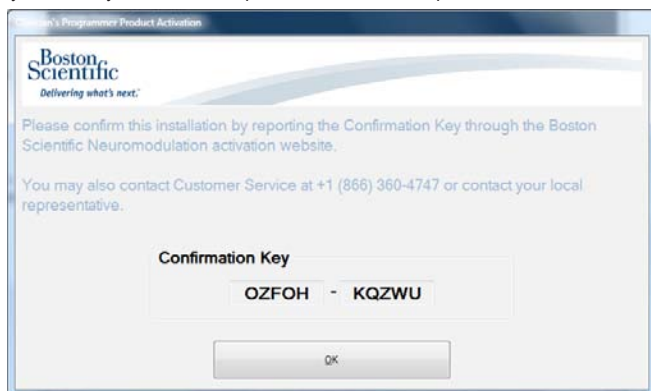 n's Programmer Product Activation
Boston
Scientific
Delivering what's next.
Please confirm this installation by reporting the Confirmation Key through the Boston
Scientific Neuromodulation activation website.
You may also contact Customer Service at +1 (866) 360-4747 or contact your local
representative.
Confirmation Key
OZFOH - KQZWU
OK